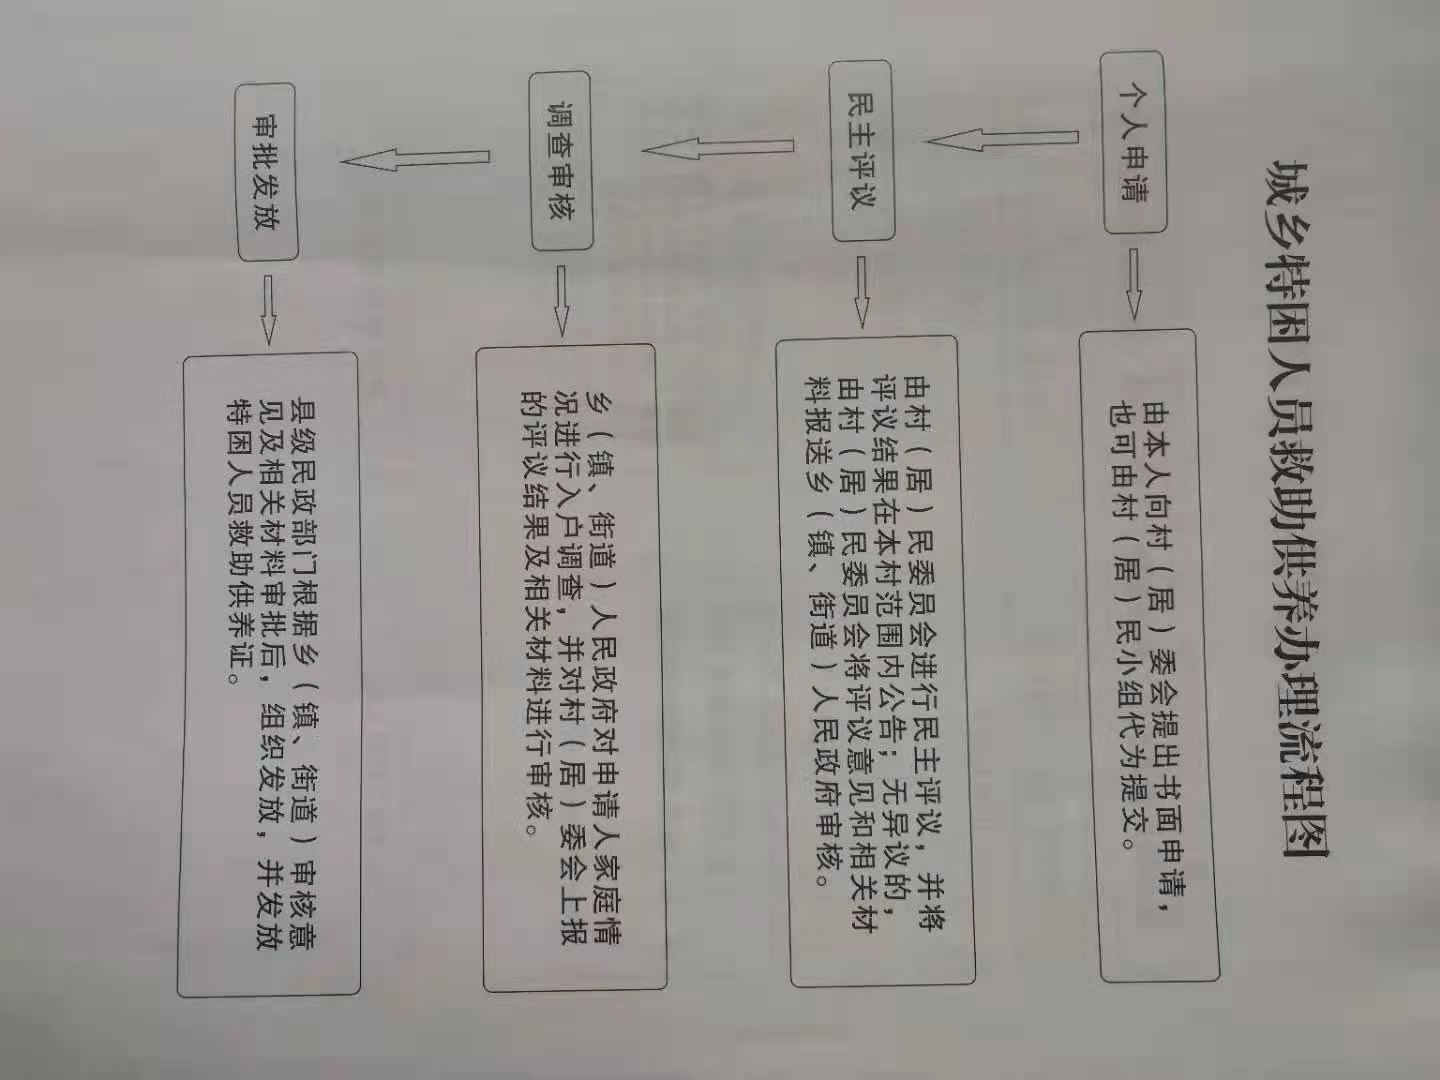 城乡特困人员救助供养办理流程图
个人申请
由本人向村（居）委会提出书面申请，
也可由村（居）民小组代为提交。
民主评议
由村（居）民委员会进行民主评议，并将
评议结果在本村范围内公告；无异议的，
由村（居）民委员会将评议意见和相关材
料报送乡（镇、街道）人民政府审核。
调查审核
乡（镇、街道）人民政府对申请人家庭情
况进行入户调查，并对村（居）委会上报
的评议结果及相关材料进行审核。
审批发放
县级民政部门根据乡（镇、街道）审核意
见及相关材料审批后，组织发放，并发放
特困人员救助供养证。